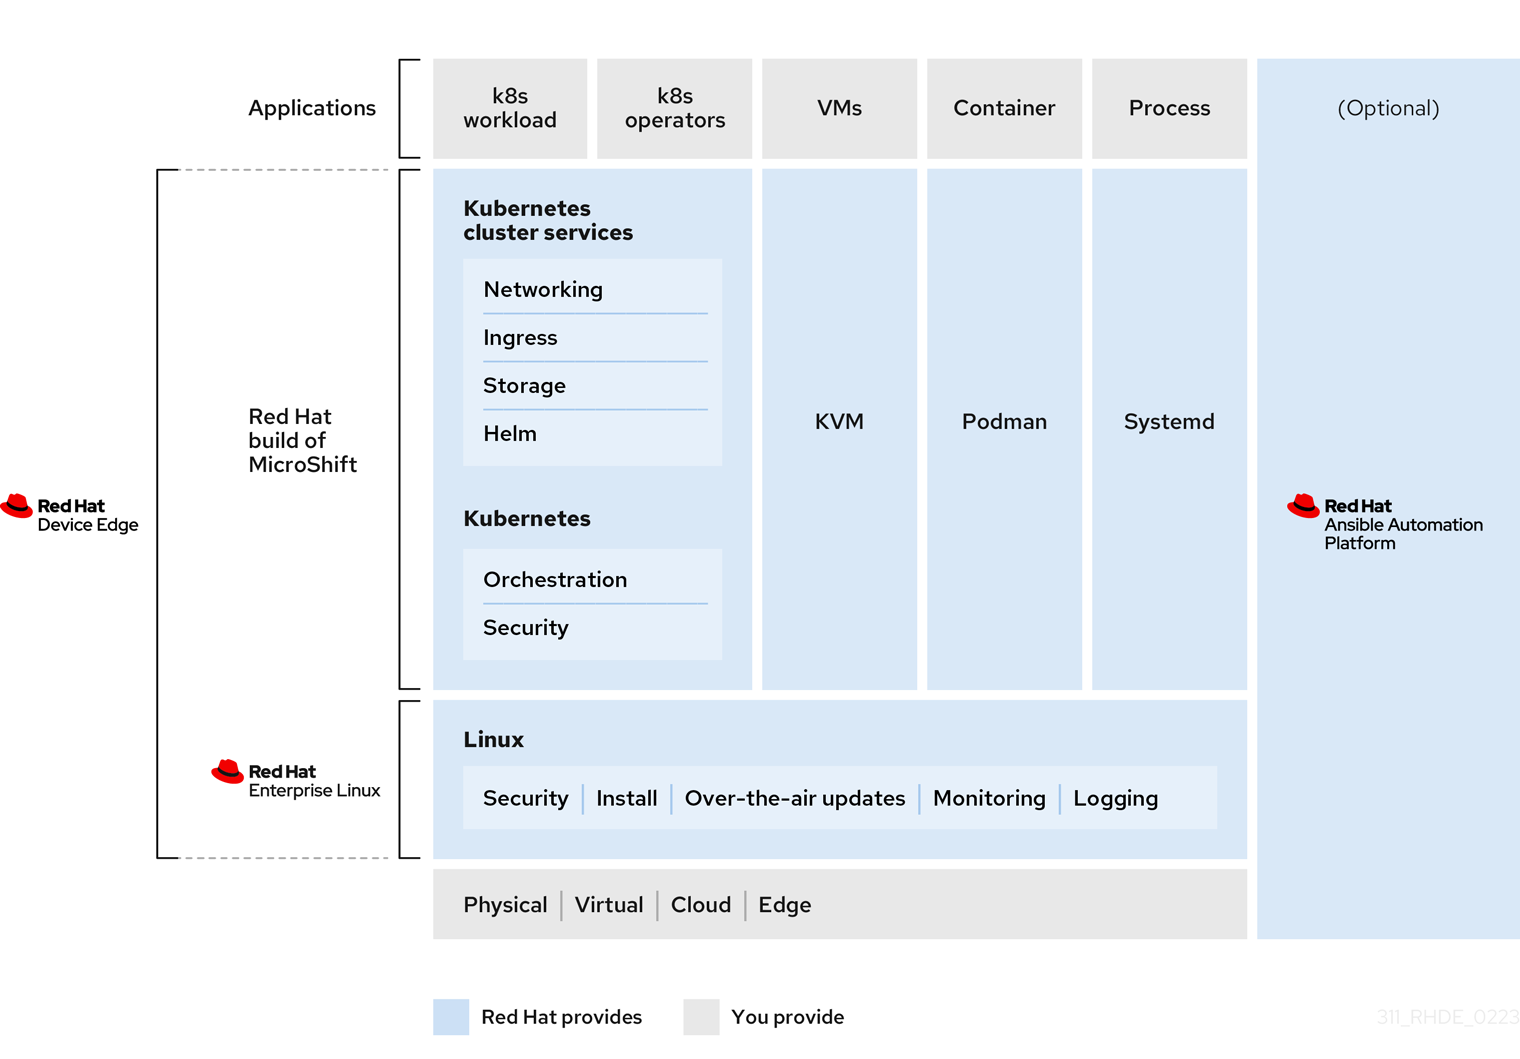 Applications
k8s
workload
k8s
operators
VMs
Container
Process
(Optional)
Red Hat
build of
MicroShift
Kubernetes
cluster services
Networking
Ingress
Storage
Helm
Kubernetes
Orchestration
Security
KVM
Podman
Systemd
Red Hat
Device Edge
Red Hat
Ansible Automation
Platform
Red Hat
Enterprise Linux
Linux
Security Install Over-the-air updates Monitoring Logging
Physical Virtual Cloud Edge
Red Hat provides
You provide
311_RHDE_0223